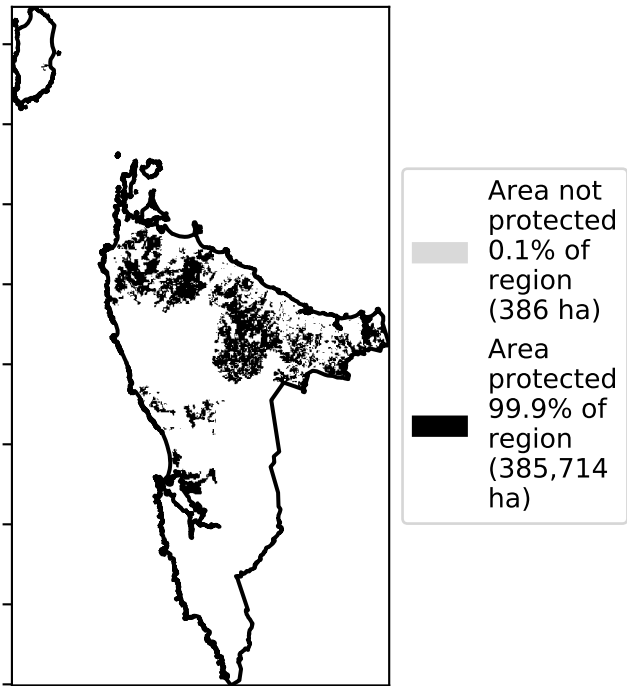 Area not
protected
0.1% of
region
(386 ha)
Area
protected
99.9% of
region
(385,714
ha)